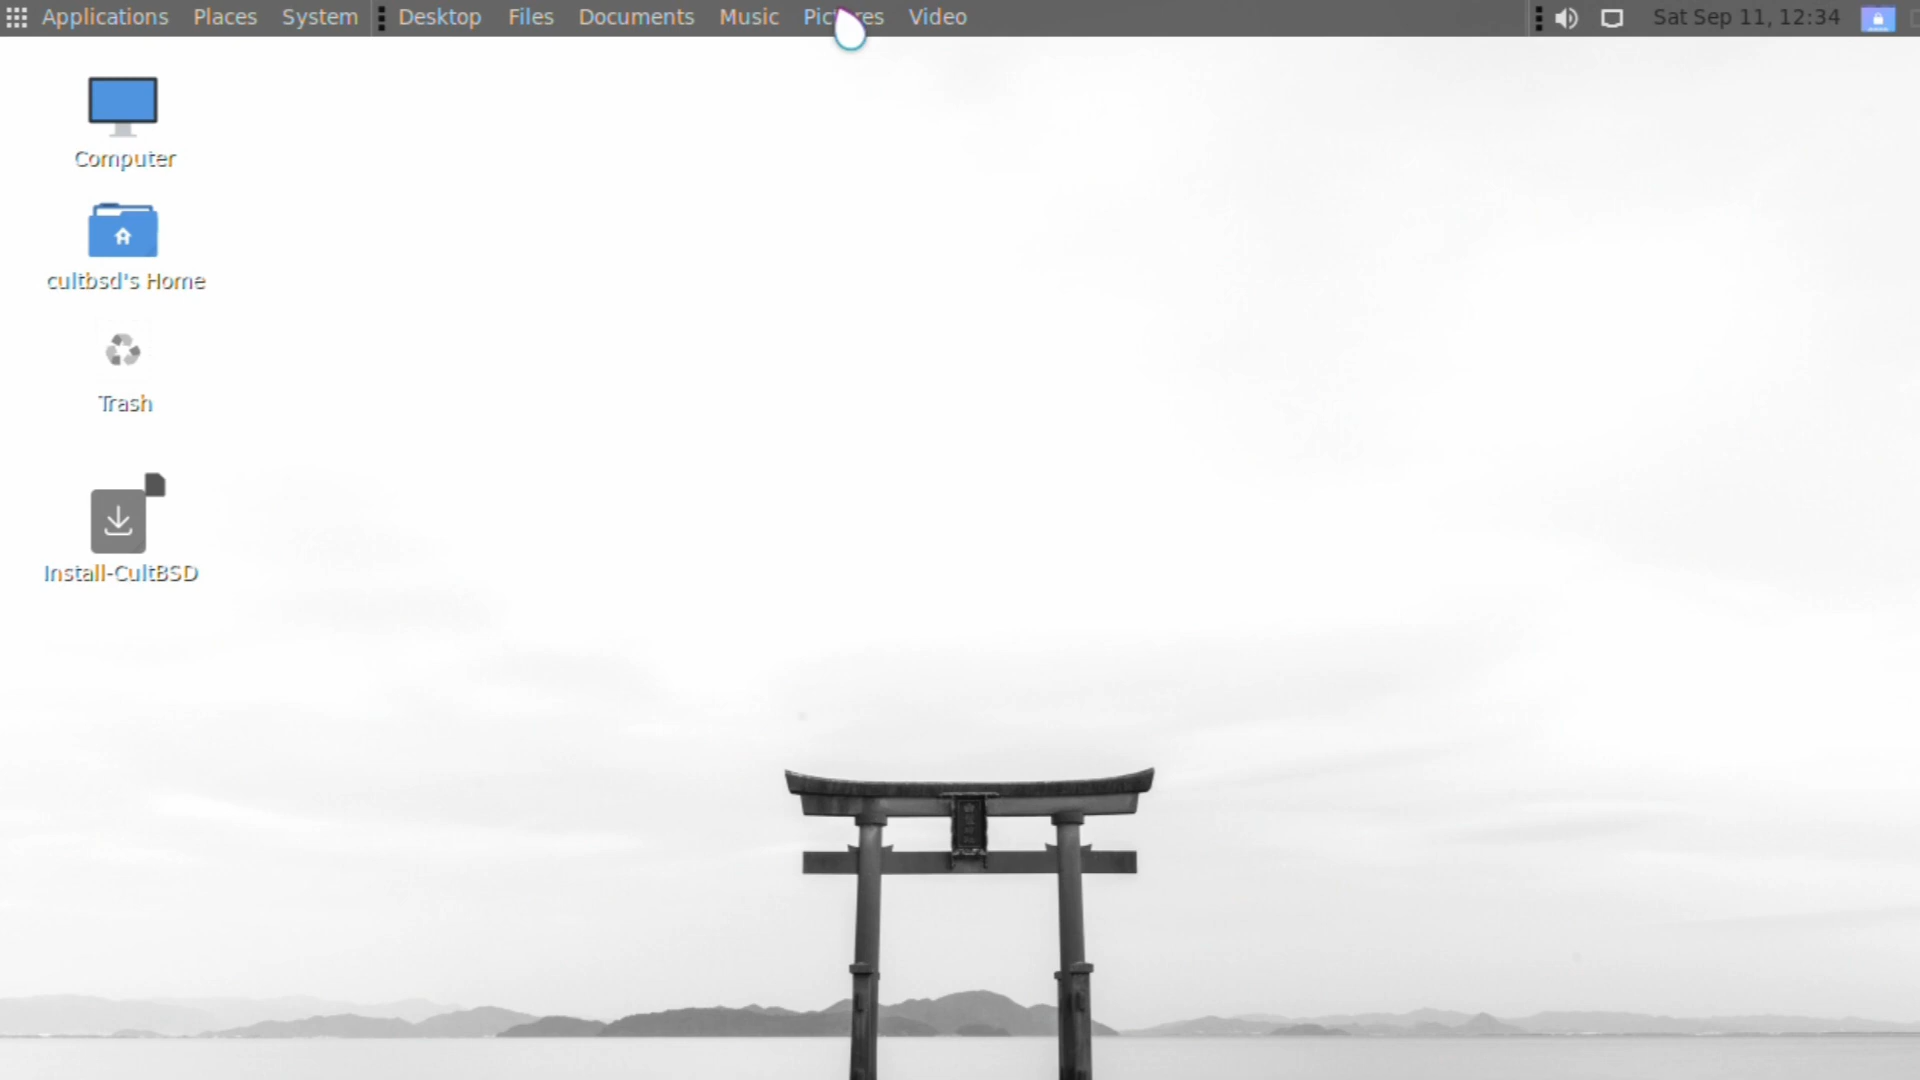 Applications Places System Desktop Files Documents Music Pictures Video Sat Sep 11, 12:34
Computer
cultbsd's Home
Trash
Install-CultBSD